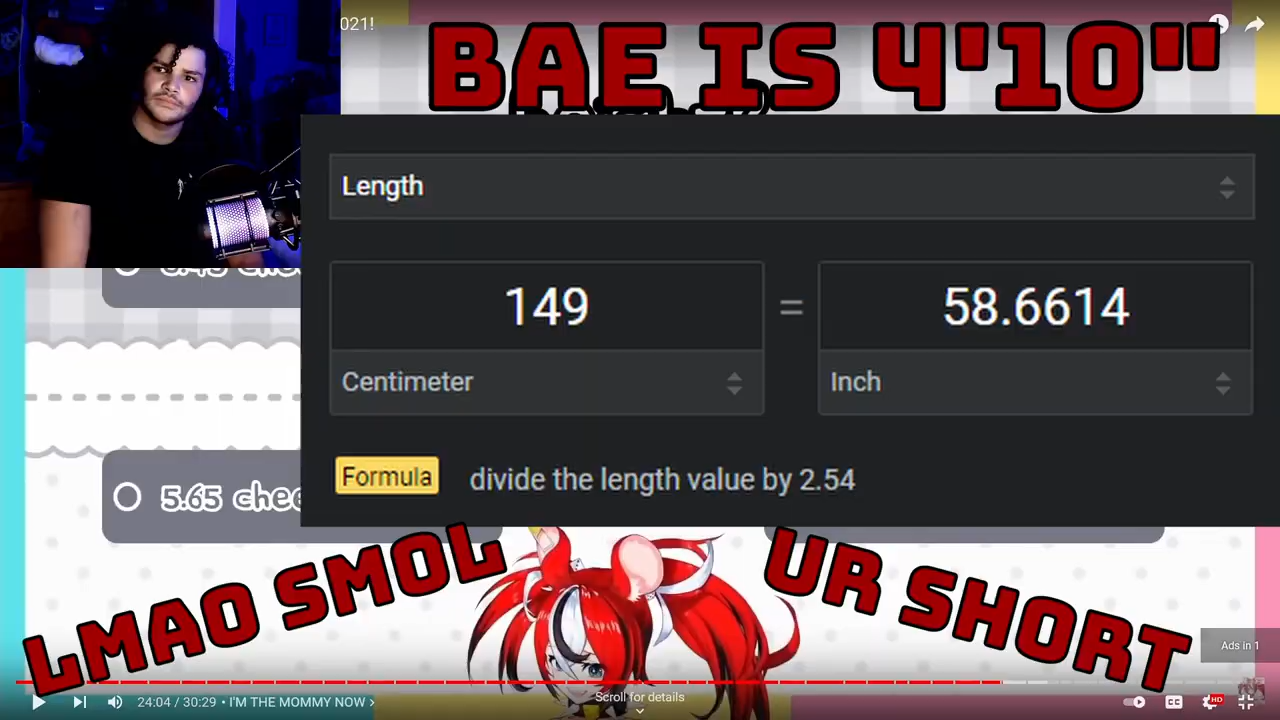 021!
BAE IS 4'10"
Length
149
=
58.6614
Centimeter
Inch
Formula
divide the length value by 2.54
5.65
LMAO SMOL
UR SHORT
Ads in 1
Scroll for details
24:04 / 30:29 • I'M THE MOMMY NOW >
CC
HD